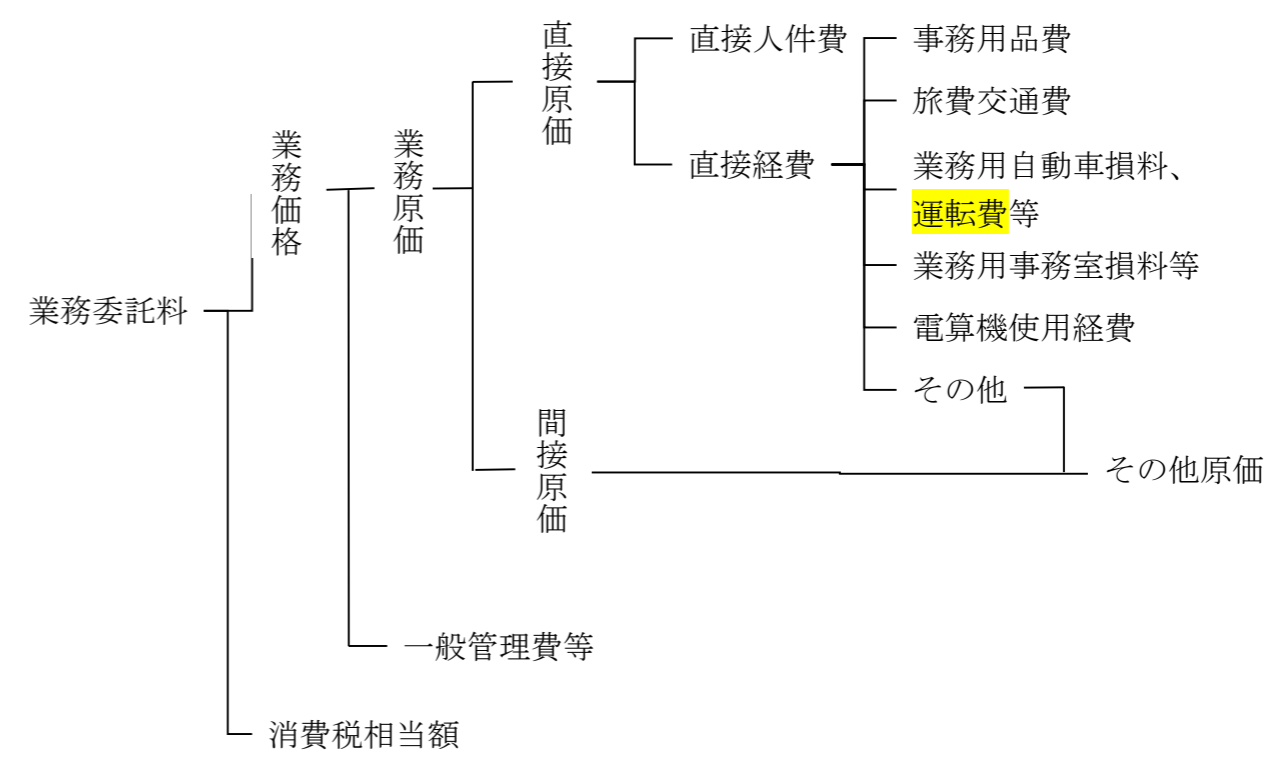 業務委託料
業務価格
業務原価
直接原価
直接人件費
直接経費
事務用品費
旅費交通費
業務用自動車損料、
運転費等
業務用事務室損料等
電算機使用経費
その他
間接原価
その他原価
一般管理費等
消費税相当額